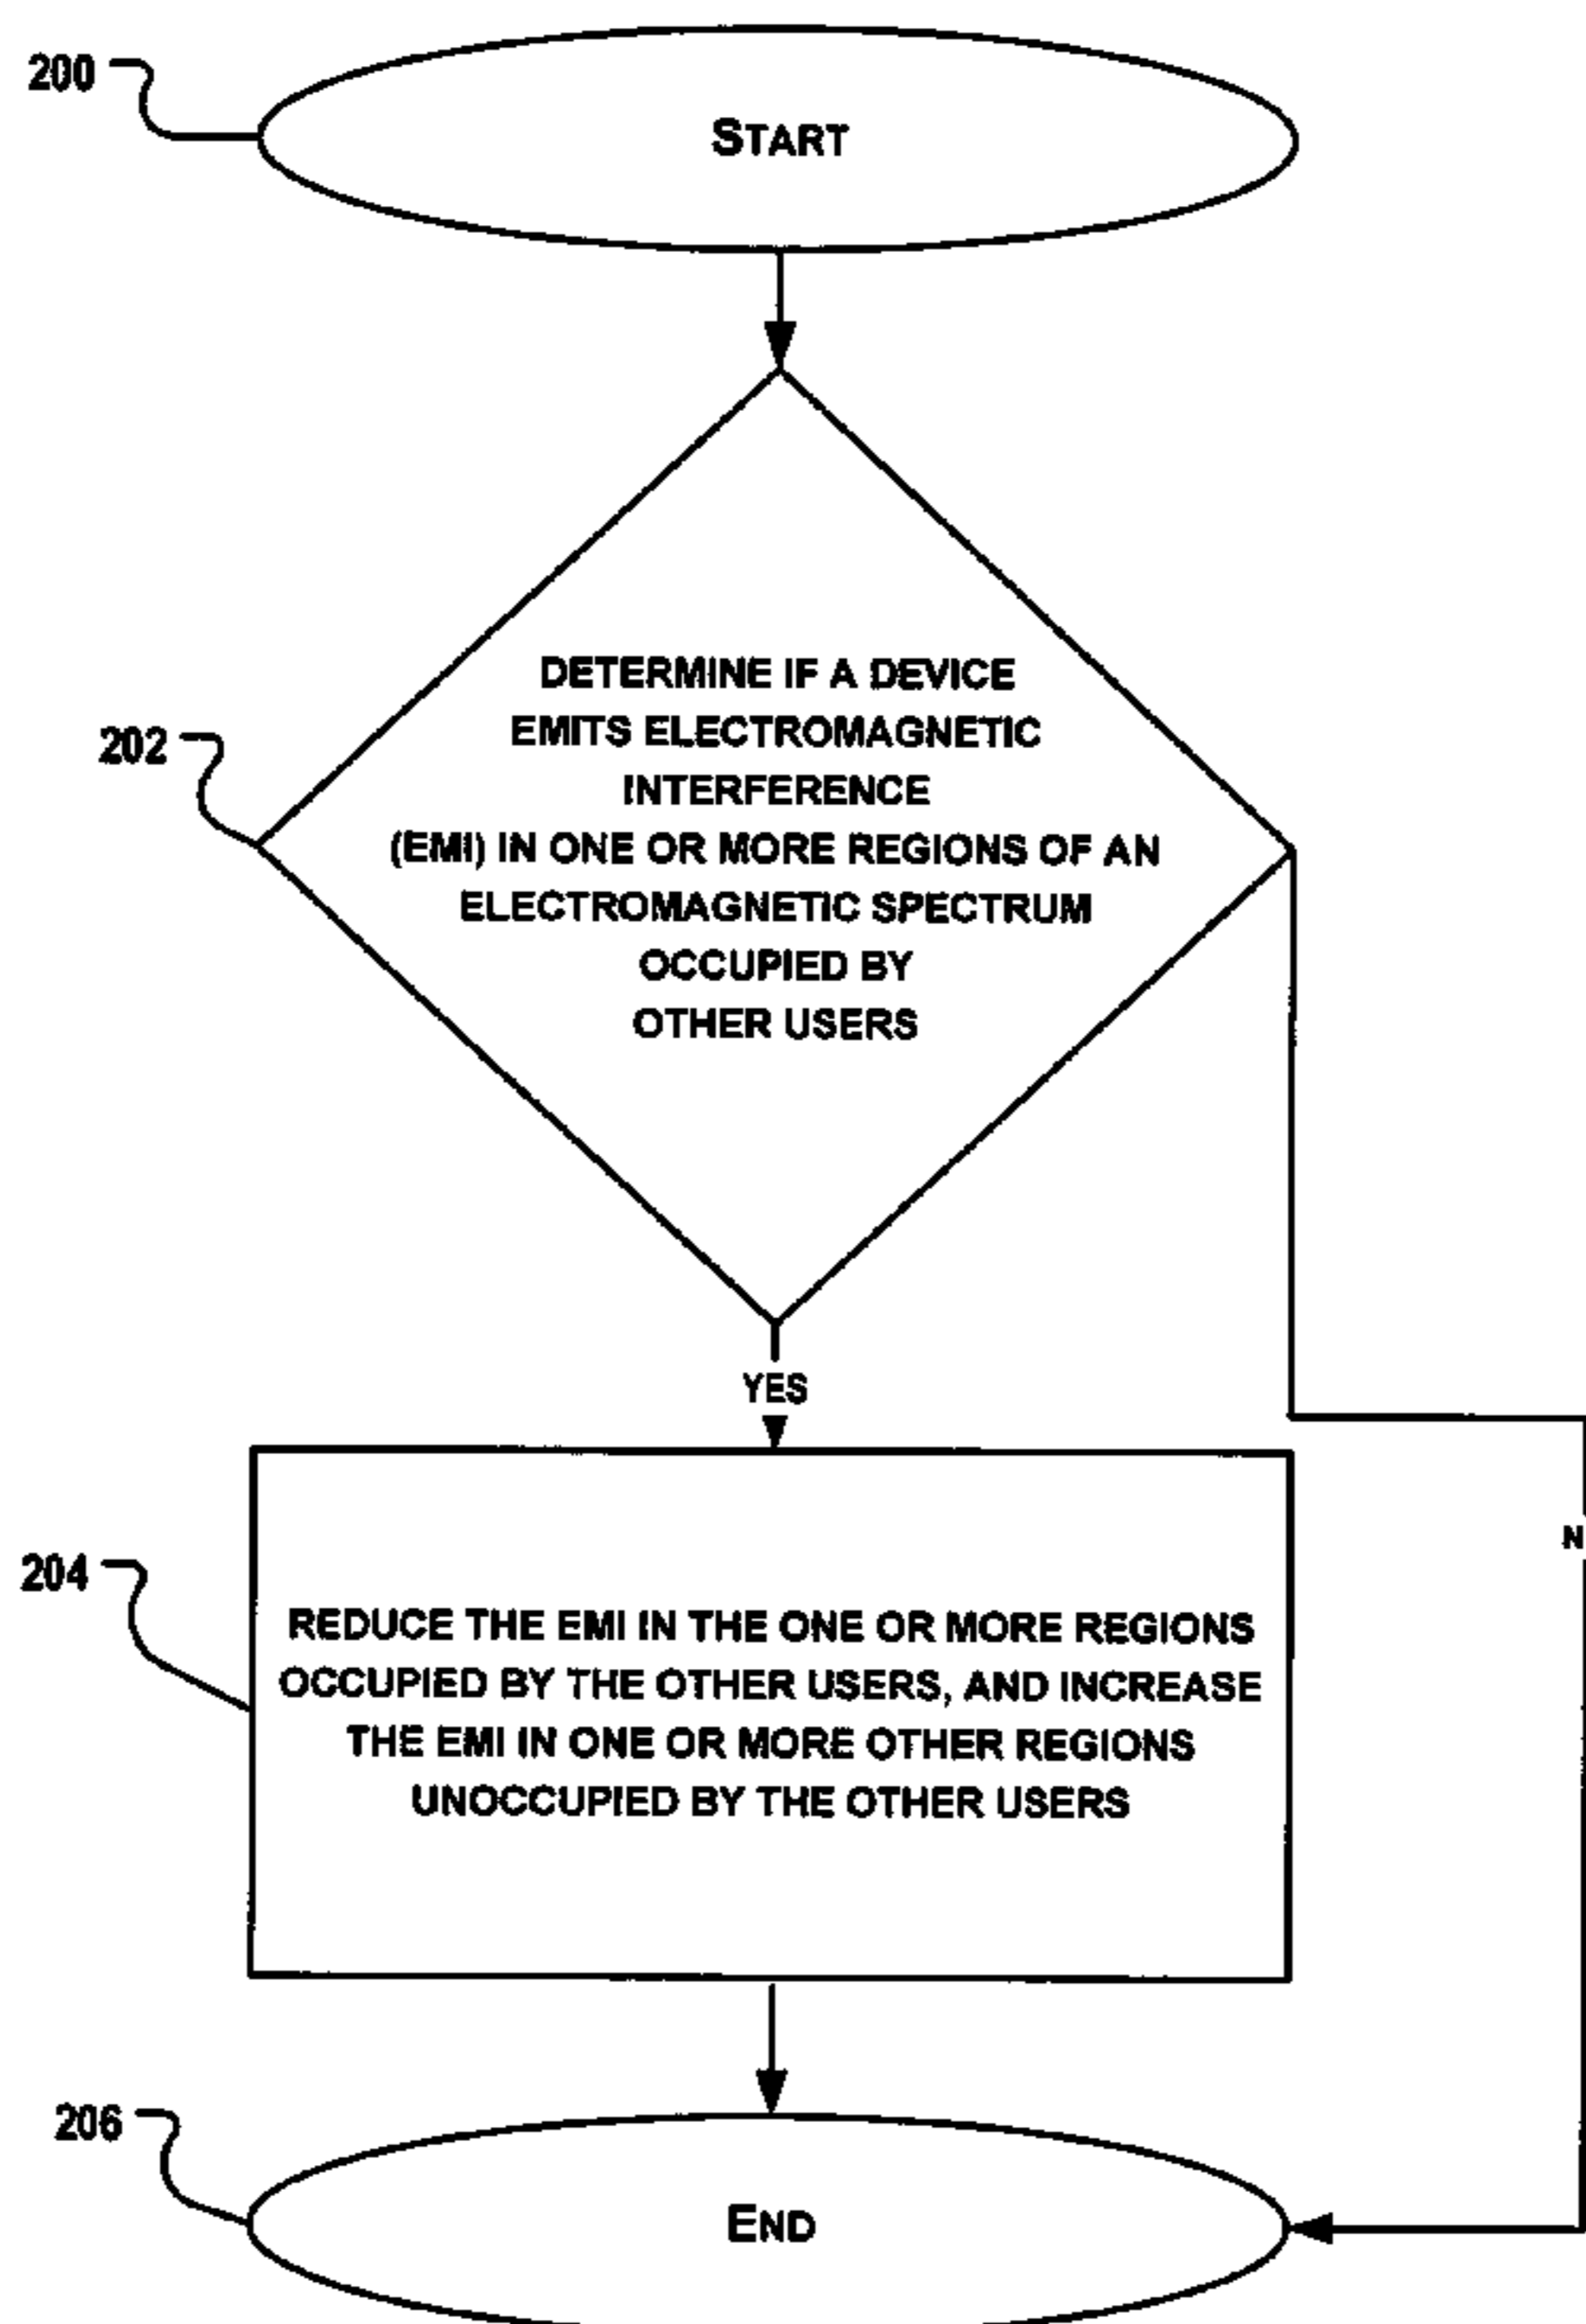 200
START
202
DETERMINE IF A DEVICE
EMITS ELECTROMAGNETIC
INTERFERENCE
(EMI) IN ONE OR MORE REGIONS OF AN
ELECTROMAGNETIC SPECTRUM
OCCUPIED BY
OTHER USERS
YES
N
204
REDUCE THE EMI IN THE ONE OR MORE REGIONS
OCCUPIED BY THE OTHER USERS, AND INCREASE
THE EMI IN ONE OR MORE OTHER REGIONS
UNOCCUPIED BY THE OTHER USERS
206
END